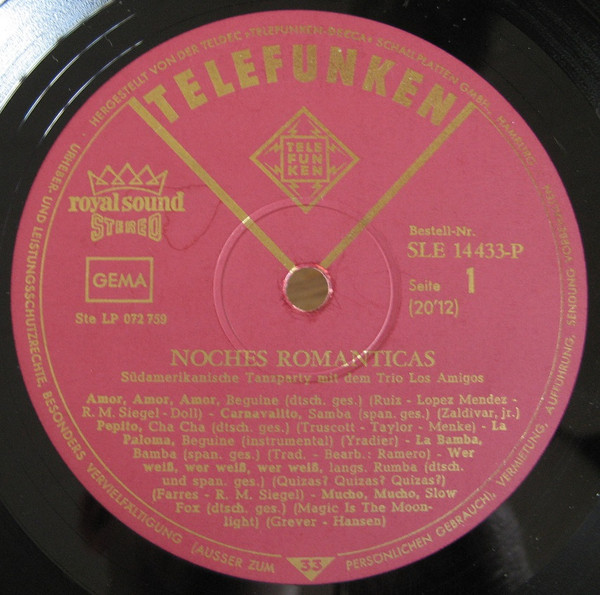 HERGESTELLT VON DER TELDEC »TELEFUNKEN-DECCA« SCHALLPLATTEN GMBH., HAMBURG
TELEFUNKEN
TELE
FUN
KEN
royal sound
STEREO
GEMA
Ste LP 072 759
Bestell-Nr.
SLE 14 433-P
Seite 1
(20'12)
NOCHES ROMANTICAS
Südamerikanische Tanzparty mit dem Trio Los Amigos
Amor, Amor, Amor, Beguine (dtsch. ges.) (Ruiz - Lopez Mendez -
R. M. Siegel - Doll) - Carnavalito, Samba (span. ges.) (Zaldivar, jr.)
Pepito, Cha Cha (dtsch. ges.) (Truscott - Taylor - Menke) - La
Paloma, Beguine (instrumental) (Yradier) - La Bamba,
Bamba (span. ges.) (Trad. - Bearb.: Ramero) - Wer
weiß, wer weiß, wer weiß, langs. Rumba (dtsch.
und span. ges.) (Quizas? Quizas? Quizas?)
(Farres - R. M. Siegel) - Mucho, Mucho, Slow
Fox (dtsch. ges.) (Magic Is The Moon-
light) (Grever - Hansen)
URHEBER- UND LEISTUNGSSCHUTZRECHTE, BESONDERS VERVIELFÄLTIGUNG (AUSSER ZUM
33
PERSÖNLICHEN GEBRAUCH), VERMIETUNG, AUFFÜHRUNG, SENDUNG